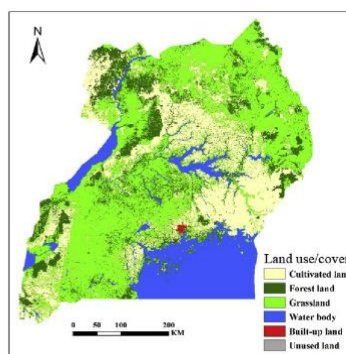 N
Land use/cover
Cultivated land
Forest land
Grassland
Water body
Built-up land
Unused land
0 50 100 200
KM